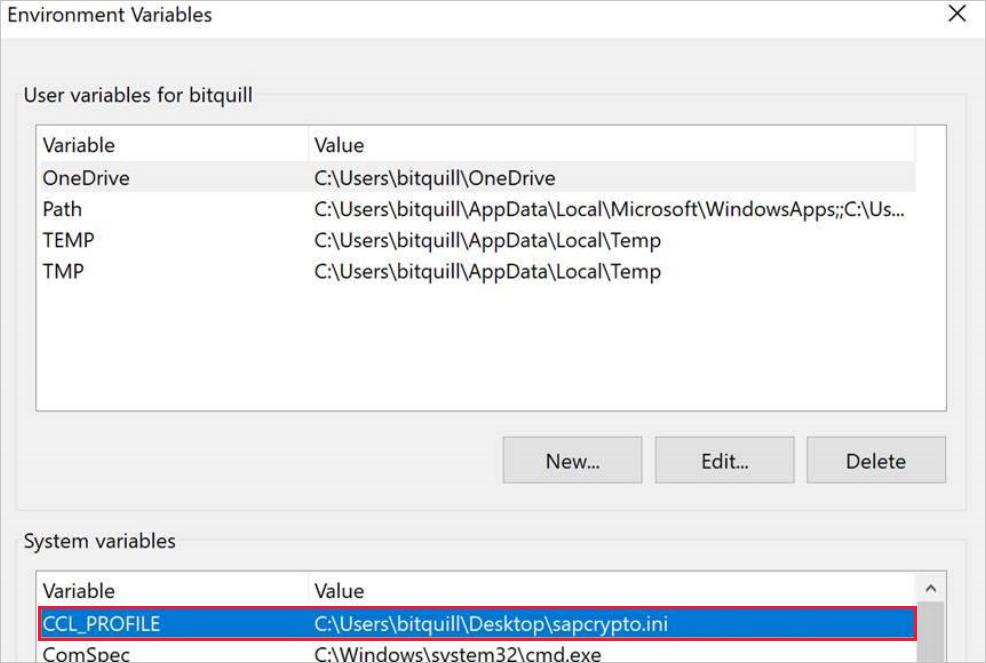 Environment Variables
User variables for bitquill
Variable Value
OneDrive C:\Users\bitquill\OneDrive
Path C:\Users\bitquill\AppData\Local\Microsoft\WindowsApps;;C:\Us...
TEMP C:\Users\bitquill\AppData\Local\Temp
TMP C:\Users\bitquill\AppData\Local\Temp
New... Edit... Delete
System variables
Variable Value
CCL_PROFILE C:\Users\bitquill\Desktop\sapcrypto.ini
ComSpec C:\Windows\system32\cmd.exe